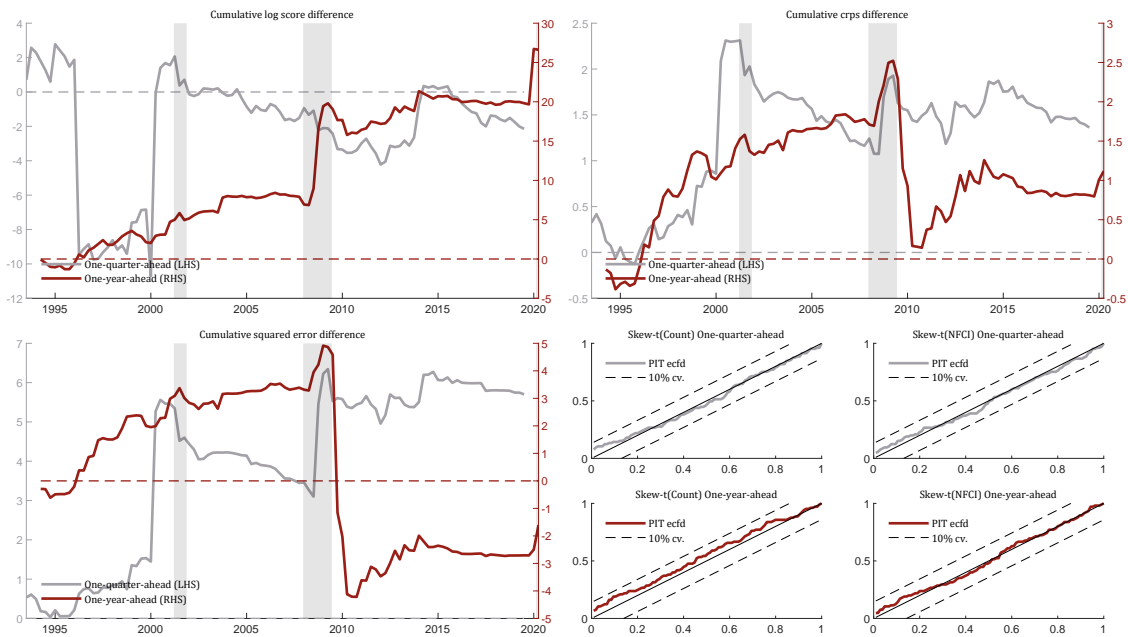 Cumulative log score difference
4
2
0
-2
-4
-6
-8
-10
-12
30
25
20
15
10
5
0
-5
One-quarter-ahead (LHS)
One-year-ahead (RHS)
1995 2000 2005 2010 2015 2020
Cumulative crps difference
2.5
2
1.5
1
0.5
0
-0.5
3
2.5
2
1.5
1
0.5
0
-0.5
One-quarter-ahead (LHS)
One-year-ahead (RHS)
1995 2000 2005 2010 2015 2020
Cumulative squared error difference
7
6
5
4
3
2
1
0
5
4
3
2
1
0
-1
-2
-3
-4
-5
One-quarter-ahead (LHS)
One-year-ahead (RHS)
1995 2000 2005 2010 2015 2020
Skew-t(Count) One-quarter-ahead
1
0.5
0
PIT ecfd
10% cv.
0 0.2 0.4 0.6 0.8 1
Skew-t(NFCI) One-quarter-ahead
1
0.5
0
PIT ecfd
10% cv.
0 0.2 0.4 0.6 0.8 1
Skew-t(Count) One-year-ahead
1
0.5
0
PIT ecfd
10% cv.
0 0.2 0.4 0.6 0.8 1
Skew-t(NFCI) One-year-ahead
1
0.5
0
PIT ecfd
10% cv.
0 0.2 0.4 0.6 0.8 1